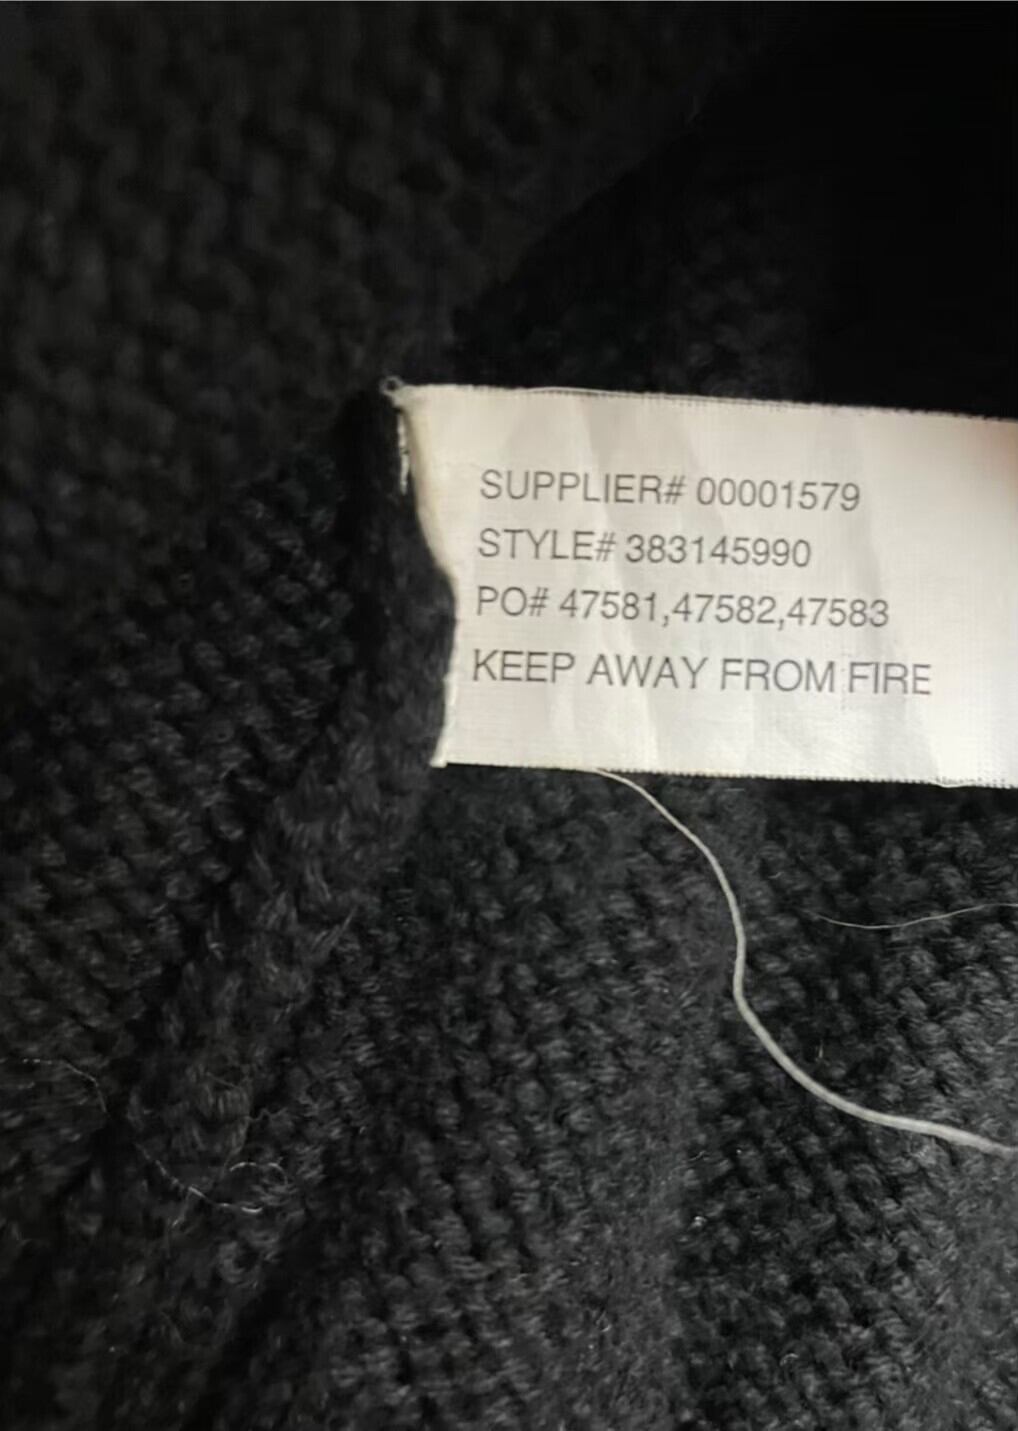 SUPPLIER# 00001579
STYLE# 383145990
PO# 47581,47582,47583
KEEP AWAY FROM FIRE